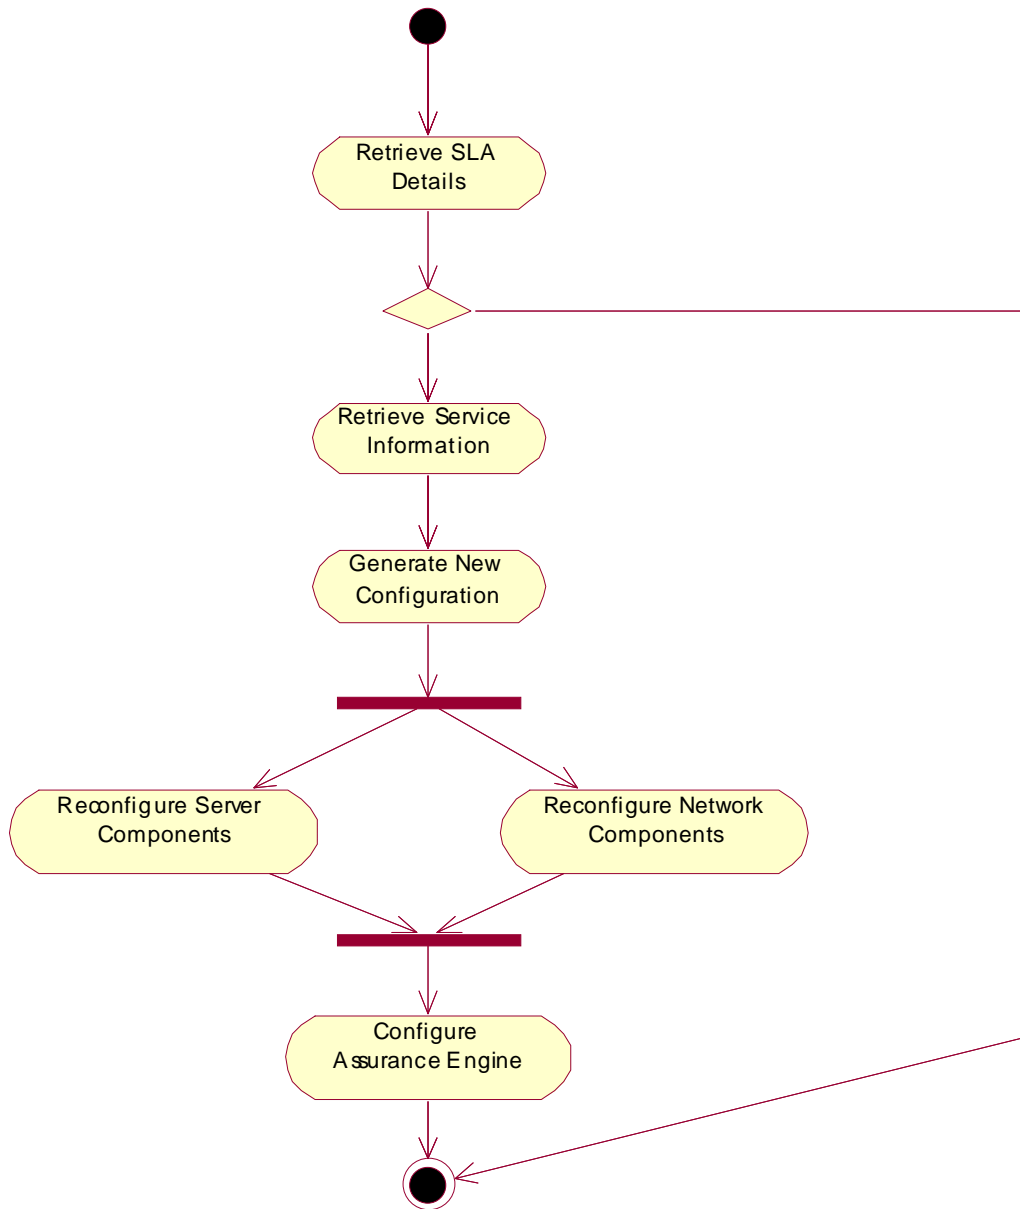 Retrieve SLA
Details
Retrieve Service
Information
Generate New
Configuration
Reconfigure Server
Components
Reconfigure Network
Components
Configure
Assurance Engine